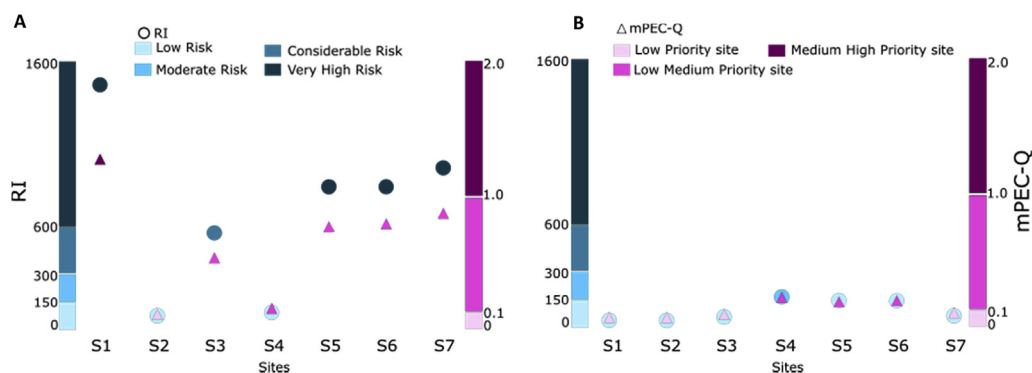 A
RI
Low Risk
Moderate Risk
Considerable Risk
Very High Risk
1600
600
300
150
0
RI
2.0
1.0
0.1
0
S1 S2 S3 S4 S5 S6 S7
Sites
B
mPEC-Q
Low Priority site
Low Medium Priority site
Medium High Priority site
1600
600
300
150
0
2.0
1.0
0.1
0
mPEC-Q
S1 S2 S3 S4 S5 S6 S7
Sites